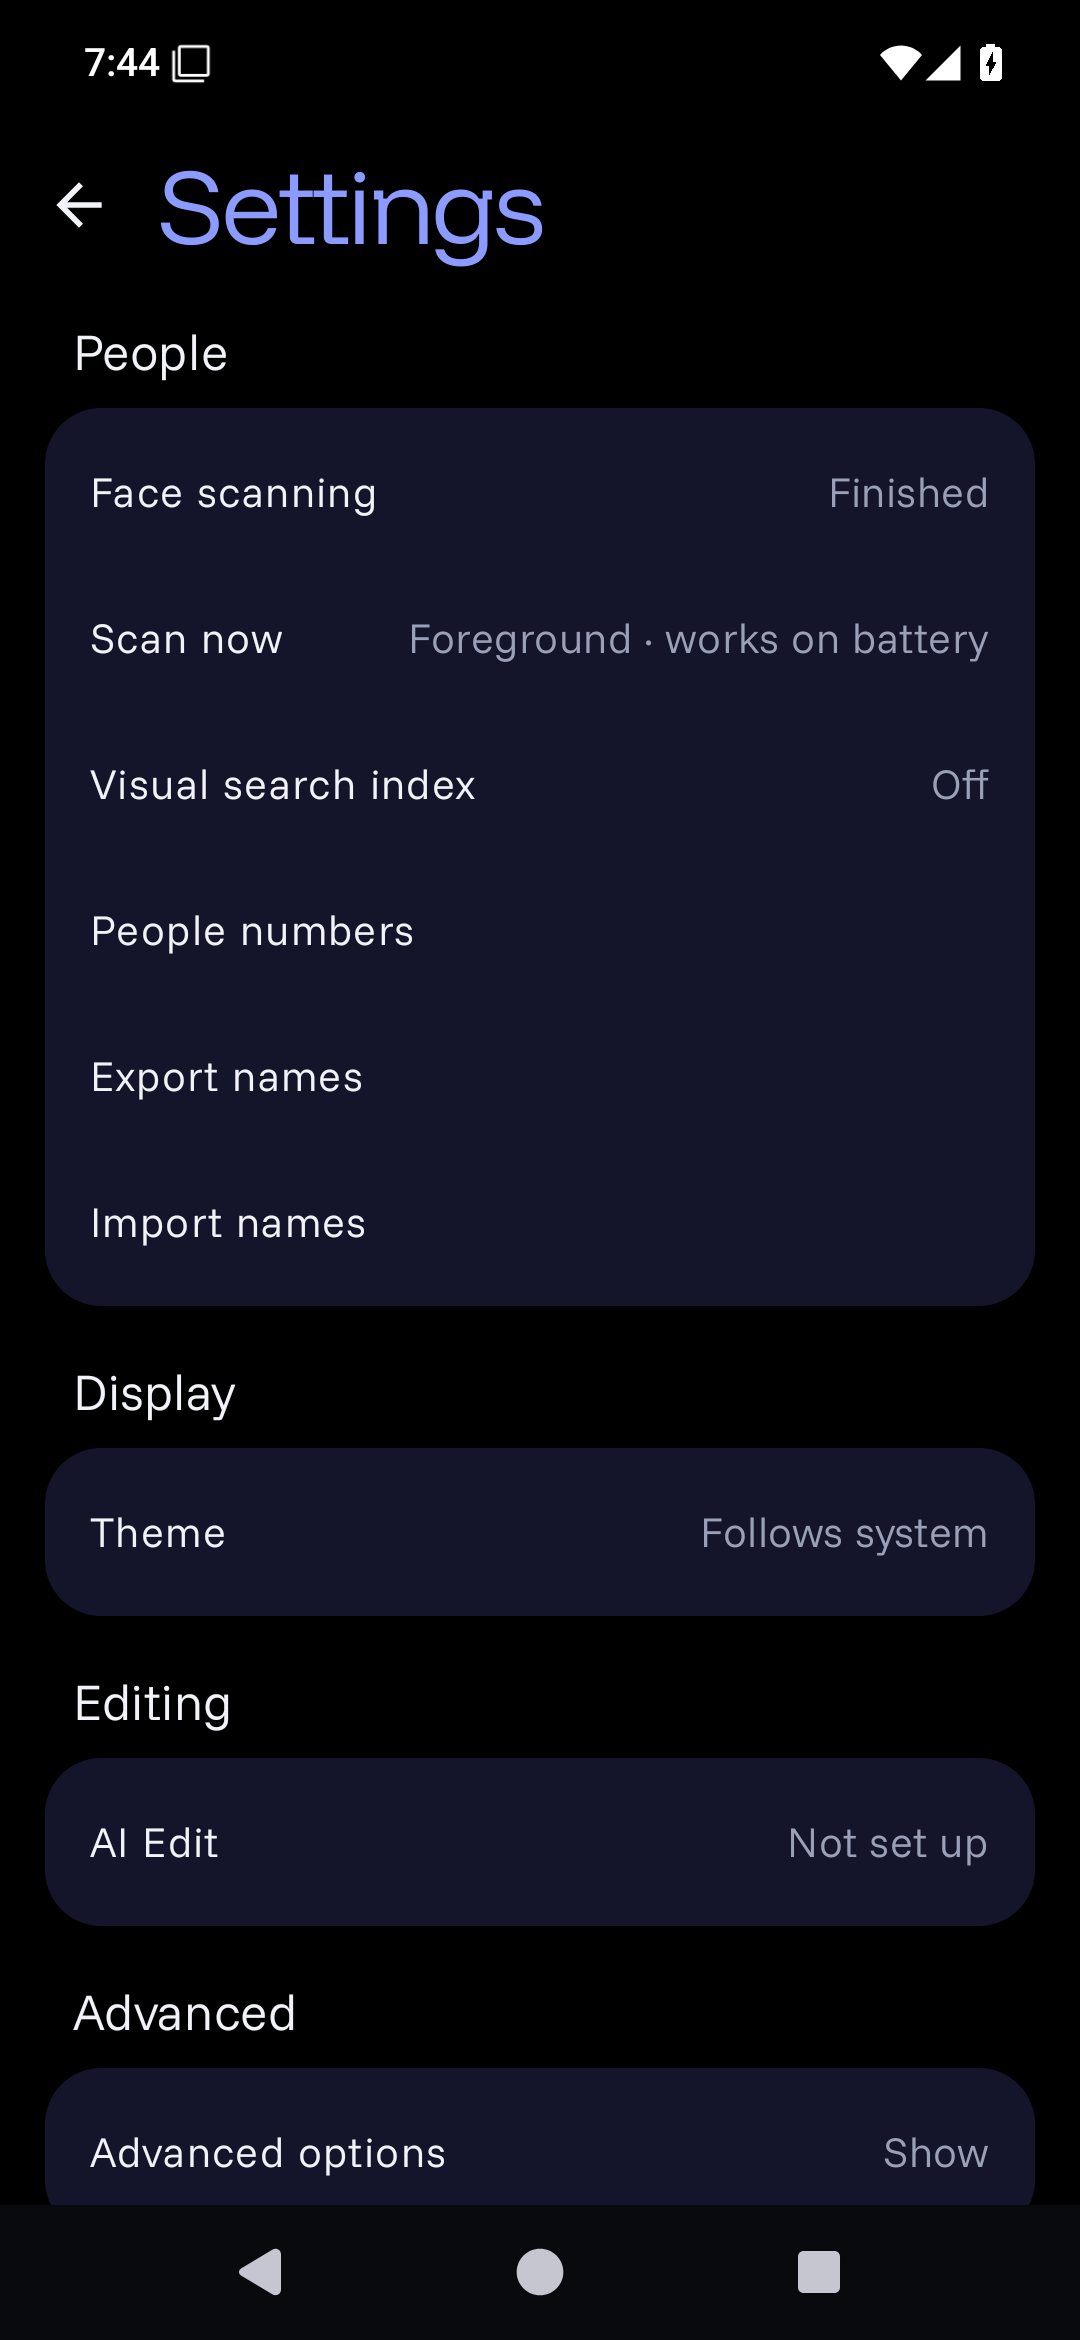 7:44
Settings
People
Face scanning Finished
Scan now Foreground · works on battery
Visual search index Off
People numbers
Export names
Import names
Display
Theme Follows system
Editing
AI Edit Not set up
Advanced
Advanced options Show